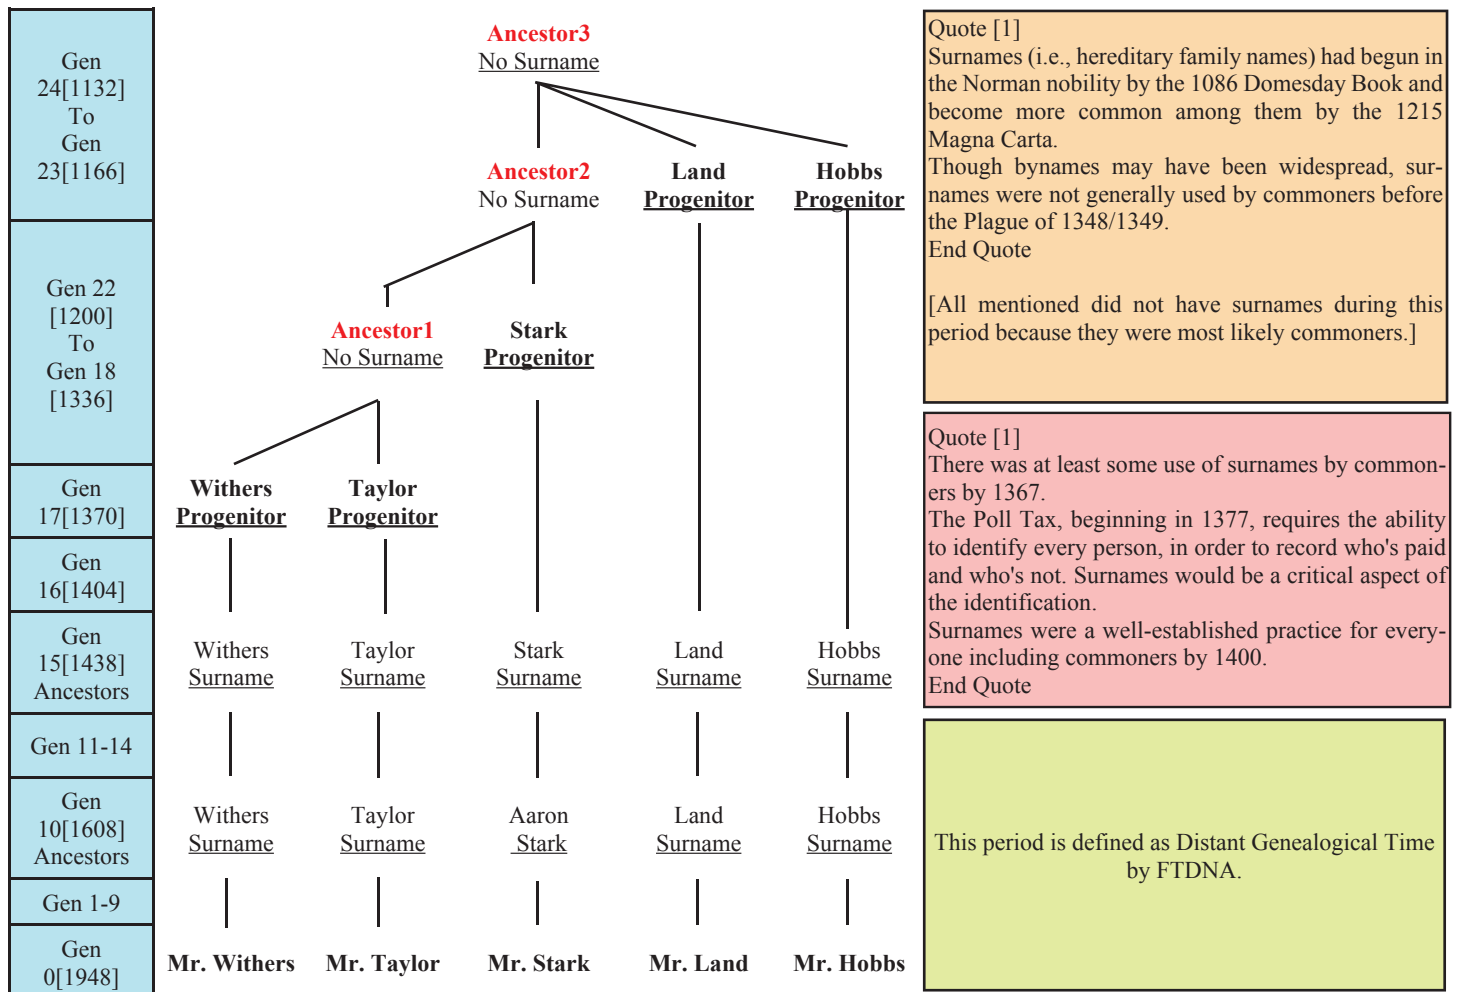 Gen
24[1132]
To
Gen
23[1166]
Gen 22
[1200]
To
Gen 18
[1336]
Gen
17[1370]
Gen
16[1404]
Gen
15[1438]
Ancestors
Gen 11-14
Gen
10[1608]
Ancestors
Gen 1-9
Gen
0[1948]
Ancestor3
No Surname
Ancestor2
No Surname
Land
Progenitor
Hobbs
Progenitor
Ancestor1
No Surname
Stark
Progenitor
Withers
Progenitor
Taylor
Progenitor
Withers
Surname
Taylor
Surname
Stark
Surname
Land
Surname
Hobbs
Surname
Withers
Surname
Taylor
Surname
Aaron
Stark
Land
Surname
Hobbs
Surname
Mr. Withers
Mr. Taylor
Mr. Stark
Mr. Land
Mr. Hobbs
Quote [1]
Surnames (i.e., hereditary family names) had begun in
the Norman nobility by the 1086 Domesday Book and
become more common among them by the 1215
Magna Carta.
Though bynames may have been widespread, sur-
names were not generally used by commoners before
the Plague of 1348/1349.
End Quote
[All mentioned did not have surnames during this
period because they were most likely commoners.]
Quote [1]
There was at least some use of surnames by common-
ers by 1367.
The Poll Tax, beginning in 1377, requires the ability
to identify every person, in order to record who's paid
and who's not. Surnames would be a critical aspect of
the identification.
Surnames were a well-established practice for every-
one including commoners by 1400.
End Quote
This period is defined as Distant Genealogical Time
by FTDNA.